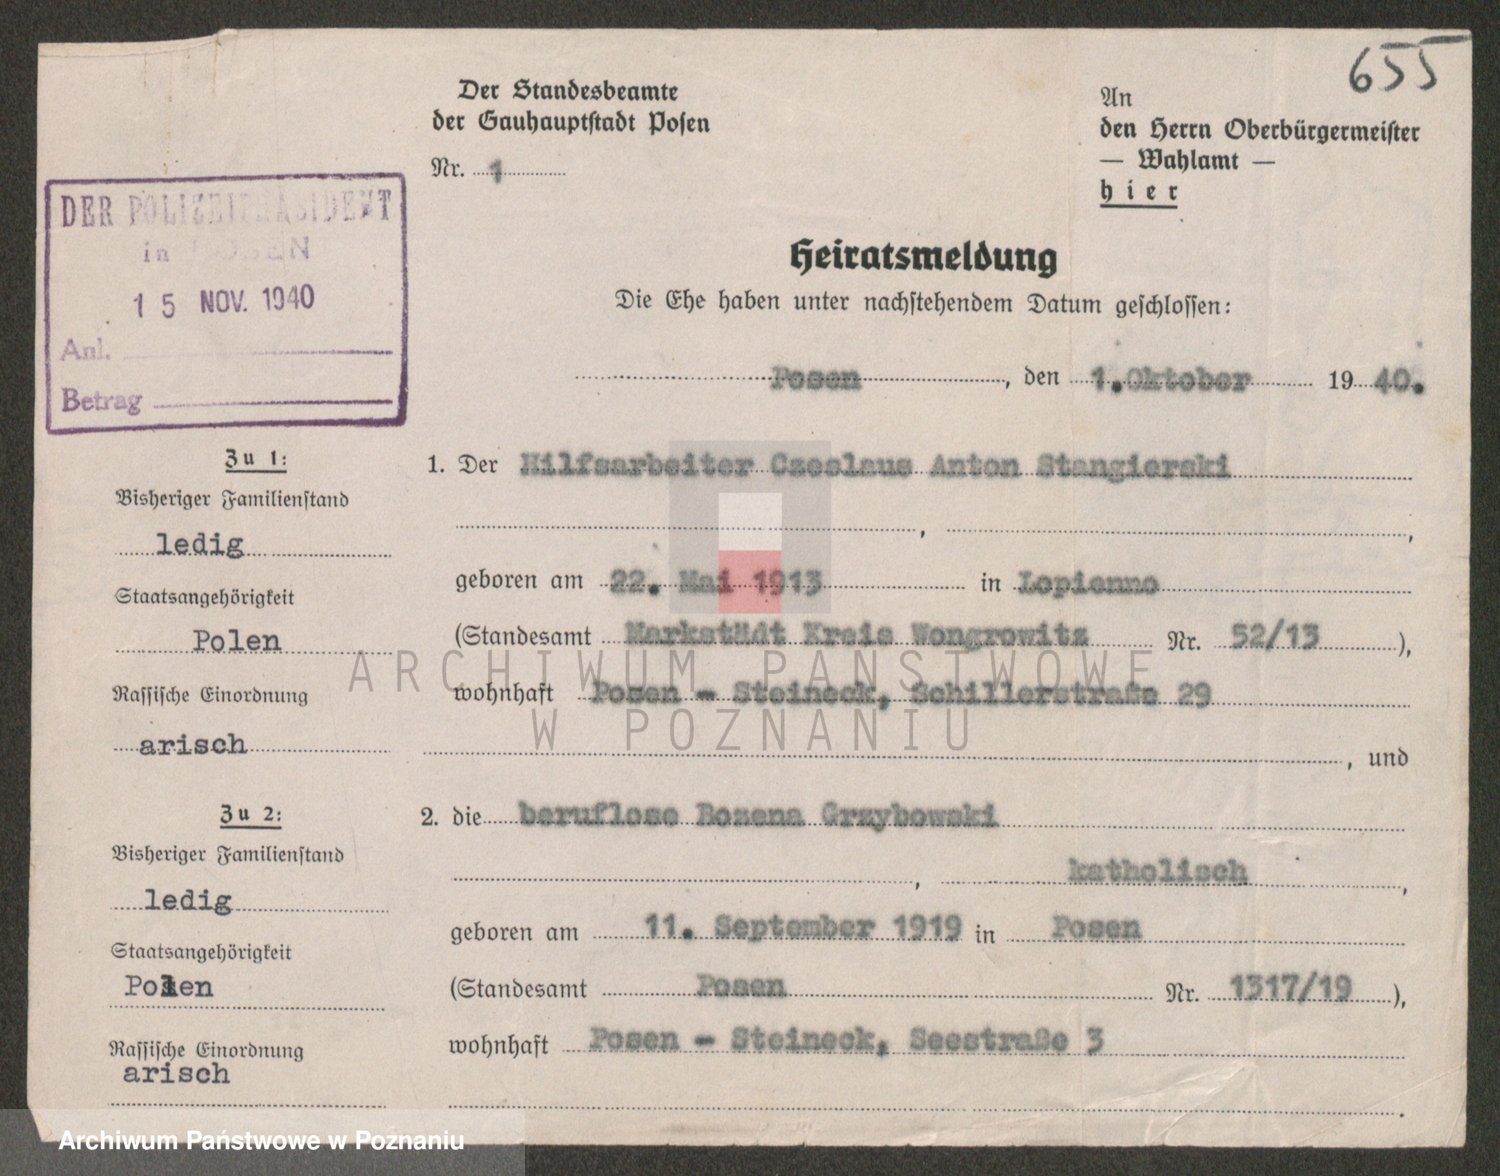 655
Der Standesbeamte
der Gauhauptstadt Posen
Nr. 1
An
den Herrn Oberbürgermeister
— Wahlamt —
hier
DER POLIZEIPRÄSIDENT
in POSEN
15 NOV. 1940
Anl.
Betrag
Heiratsmeldung
Die Ehe haben unter nachstehendem Datum geschlossen:
Posen, den 1.Oktober 1940.
Zu 1:
Bisheriger Familienstand
ledig
Staatsangehörigkeit
Polen
Rassische Einordnung
arisch
1. Der Hilfsarbeiter Czeslaus Anton Stangierski
, ,
geboren am 22. Mai 1913 in Lopienno
(Standesamt Markstädt Kreis Wongrowitz Nr. 52/13 ),
wohnhaft Posen - Steineck, Schillerstraße 29
, und
Zu 2:
Bisheriger Familienstand
ledig
Staatsangehörigkeit
Polen
Rassische Einordnung
arisch
2. die beruflose Bozena Grzybowski
, katholisch,
geboren am 11. September 1919 in Posen
(Standesamt Posen Nr. 1317/19 ),
wohnhaft Posen - Steineck, Seestraße 3
.
ARCHIWUM PAŃSTWOWE
W POZNANIU
Archiwum Państwowe w Poznaniu